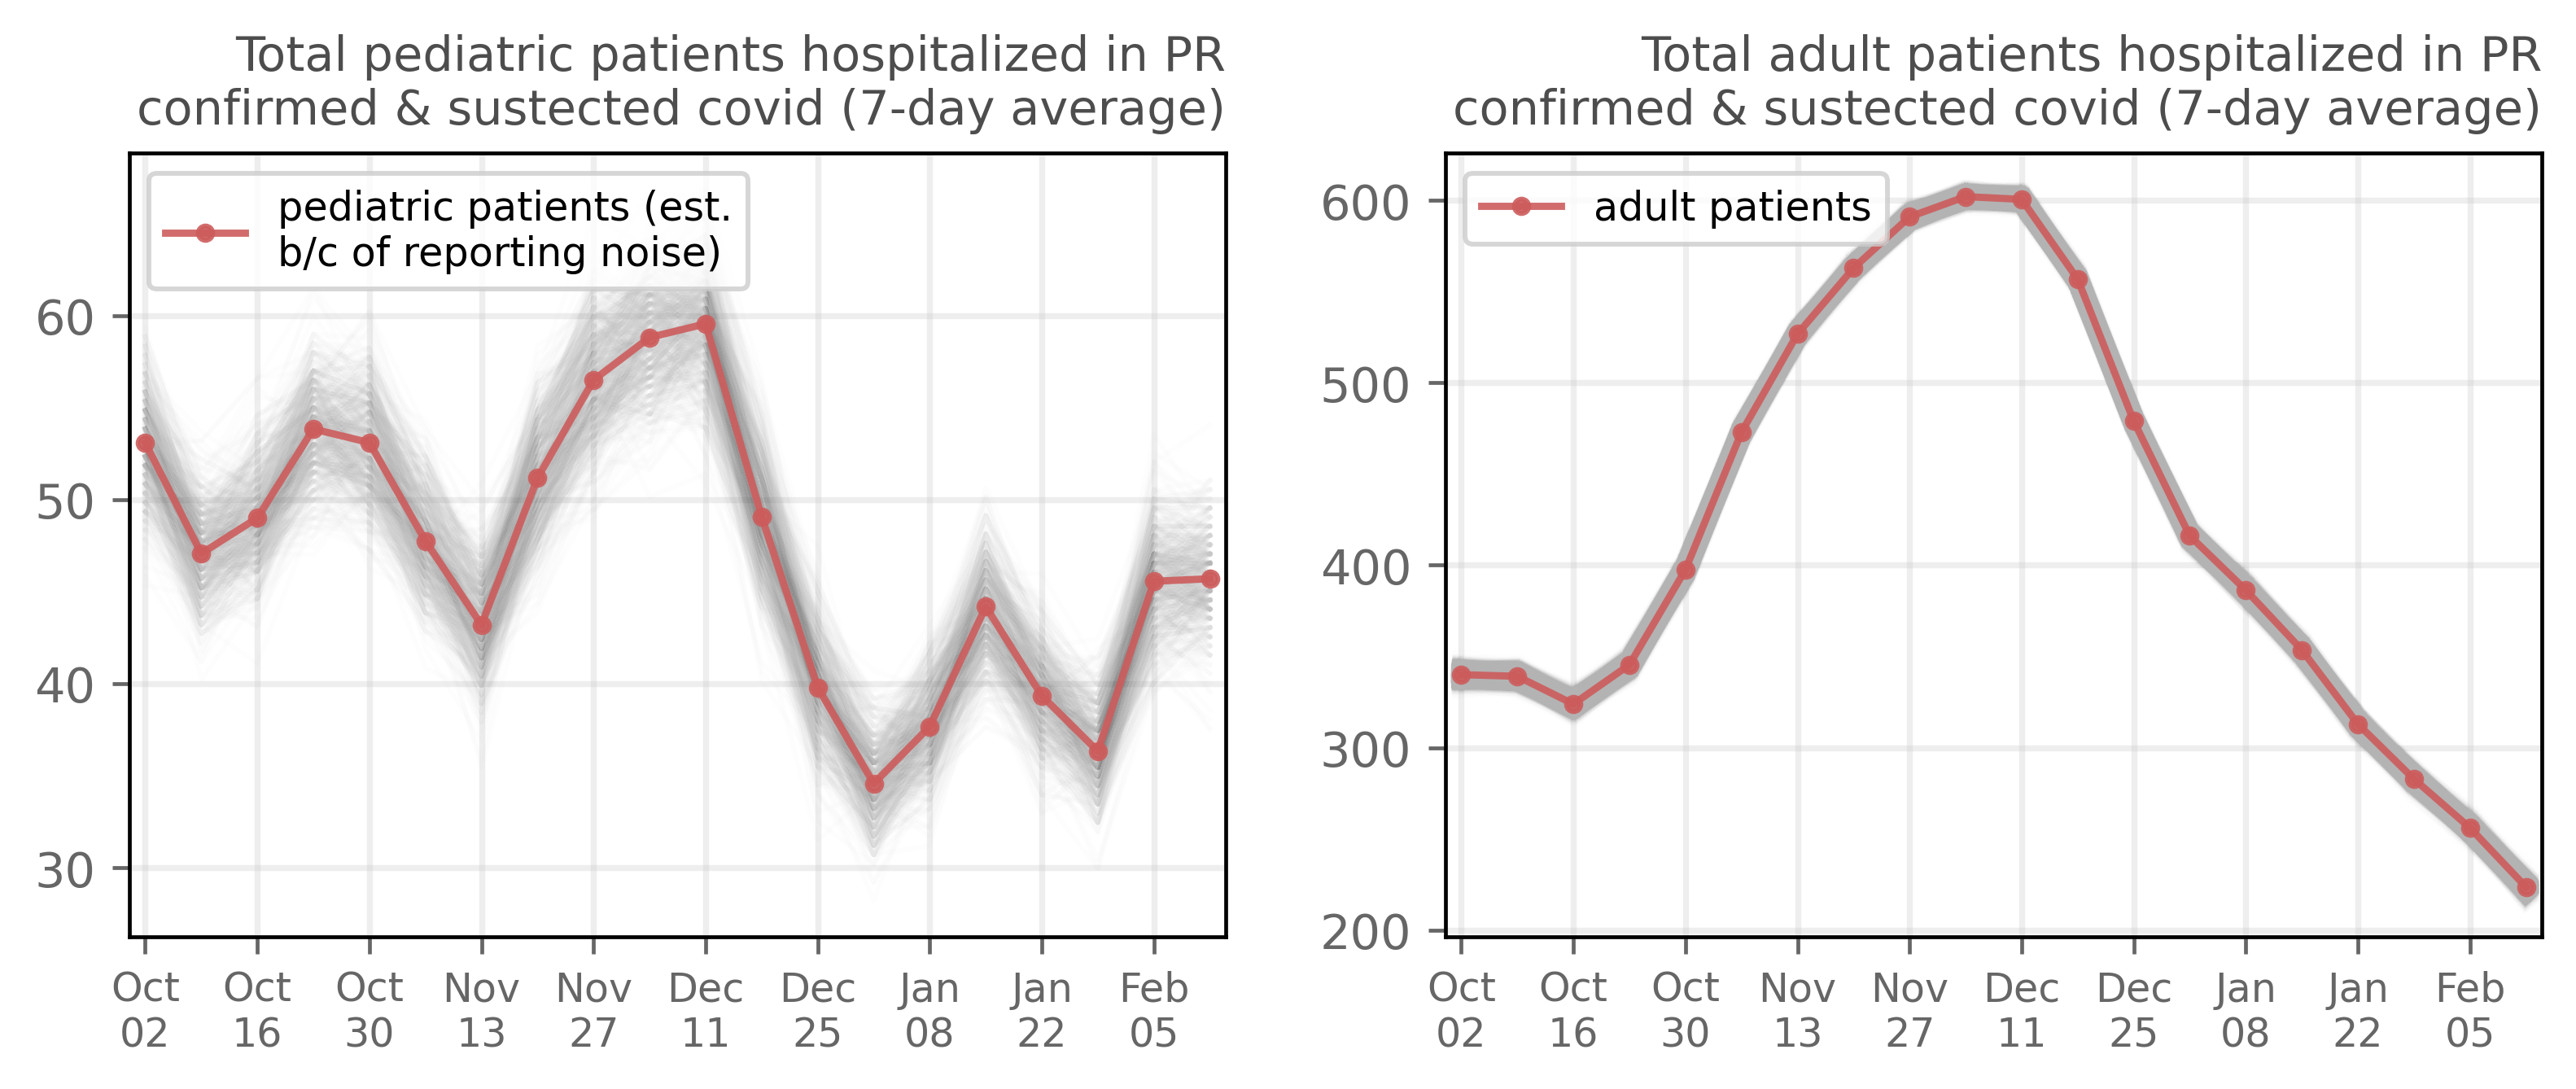 Total pediatric patients hospitalized in PR
confirmed & sustected covid (7-day average)
pediatric patients (est.
b/c of reporting noise)
60
50
40
30
Oct Oct Oct Nov Nov Dec Dec Jan Jan Feb
02 16 30 13 27 11 25 08 22 05
Total adult patients hospitalized in PR
confirmed & sustected covid (7-day average)
adult patients
600
500
400
300
200
Oct Oct Oct Nov Nov Dec Dec Jan Jan Feb
02 16 30 13 27 11 25 08 22 05